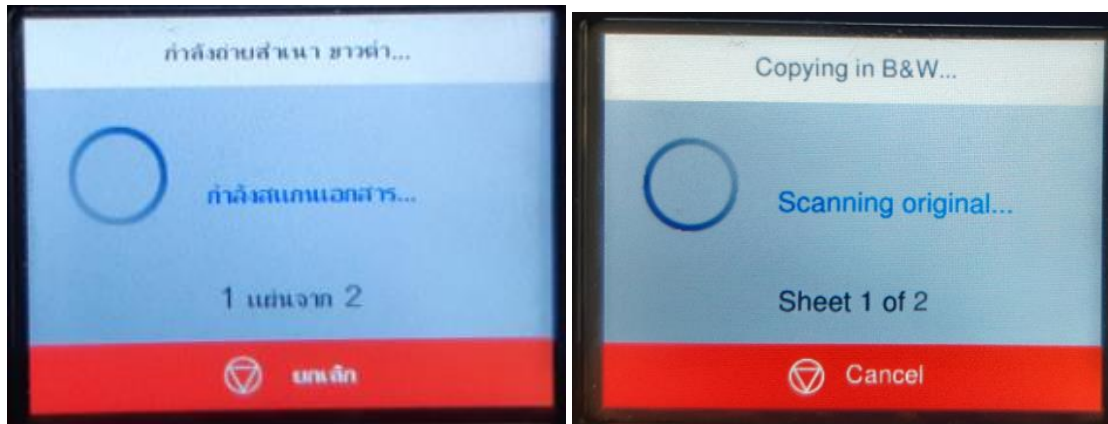 กำลังถ่ายสำเนา ขาวดำ...
กำลังสแกนเอกสาร...
1 แผ่นจาก 2
ยกเลิก
Copying in B&W...
Scanning original...
Sheet 1 of 2
Cancel